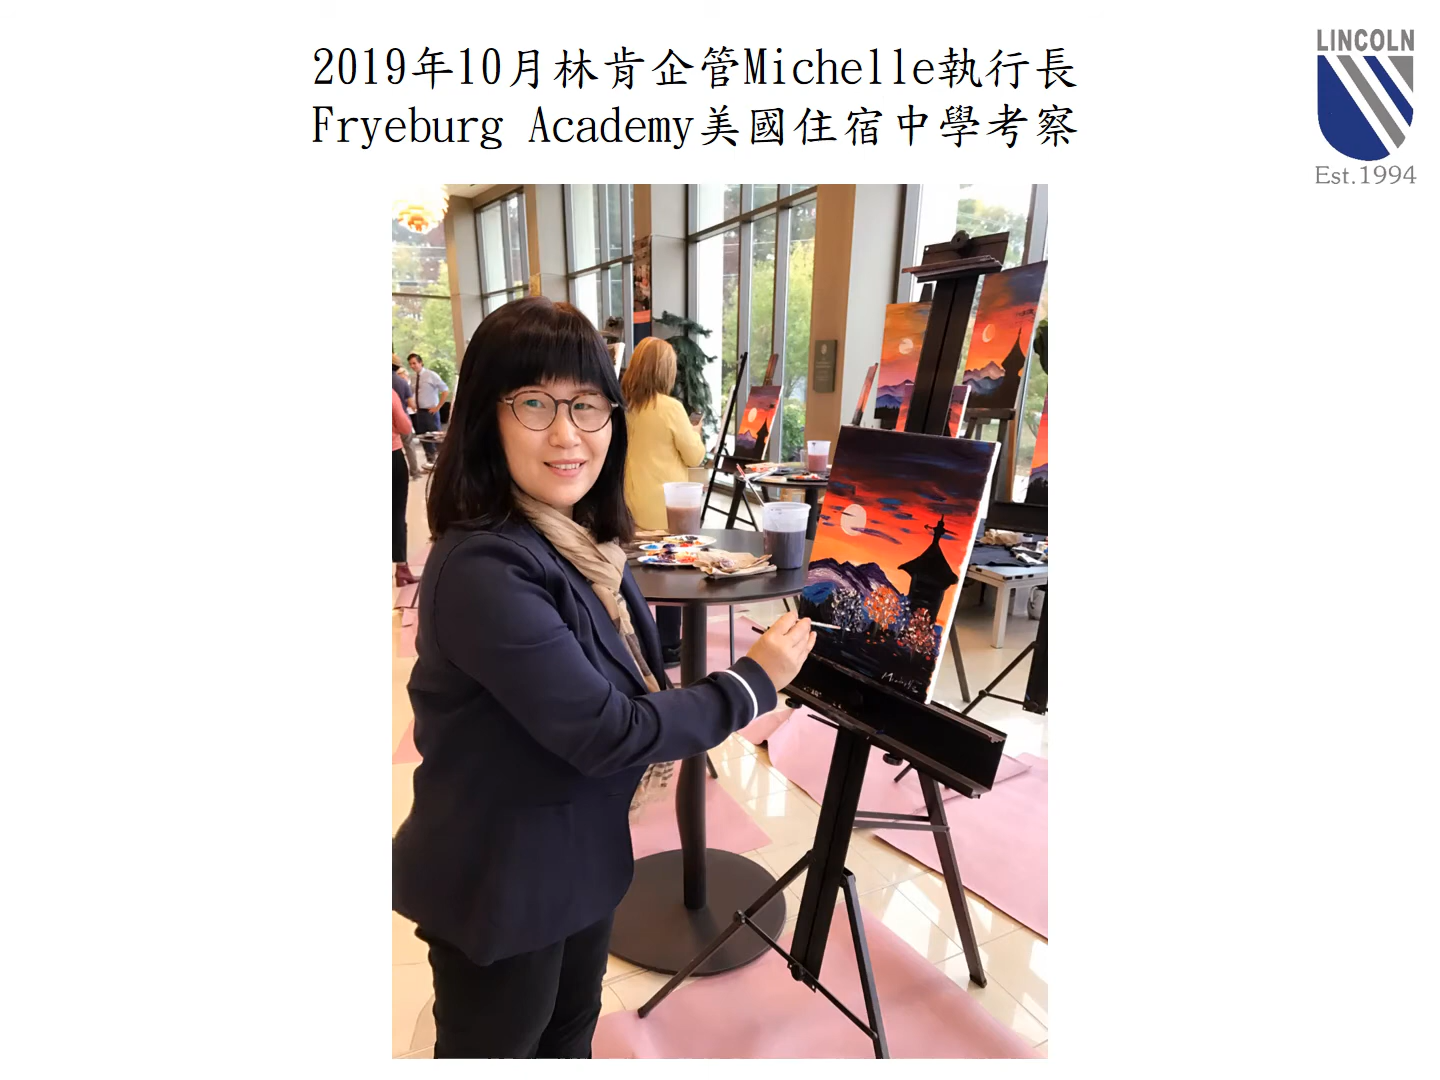 2019年10月林肯企管Michelle執行長
Fryeburg Academy美國住宿中學考察
LINCOLN
Est.1994
Michelle